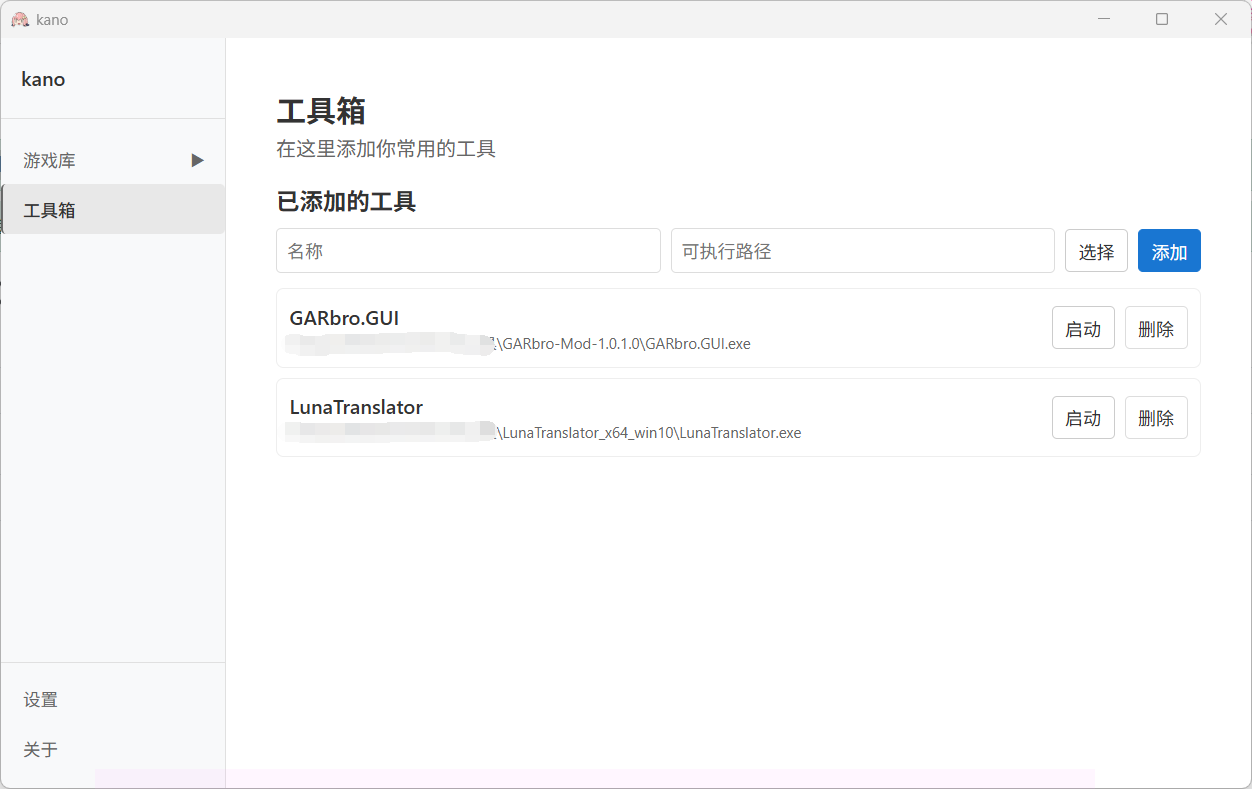 kano
kano
游戏库
工具箱
设置
关于
工具箱
在这里添加你常用的工具
已添加的工具
名称 可执行路径 选择 添加
GARbro.GUI
\GARbro-Mod-1.0.1.0\GARbro.GUI.exe
启动 删除
LunaTranslator
\LunaTranslator_x64_win10\LunaTranslator.exe
启动 删除